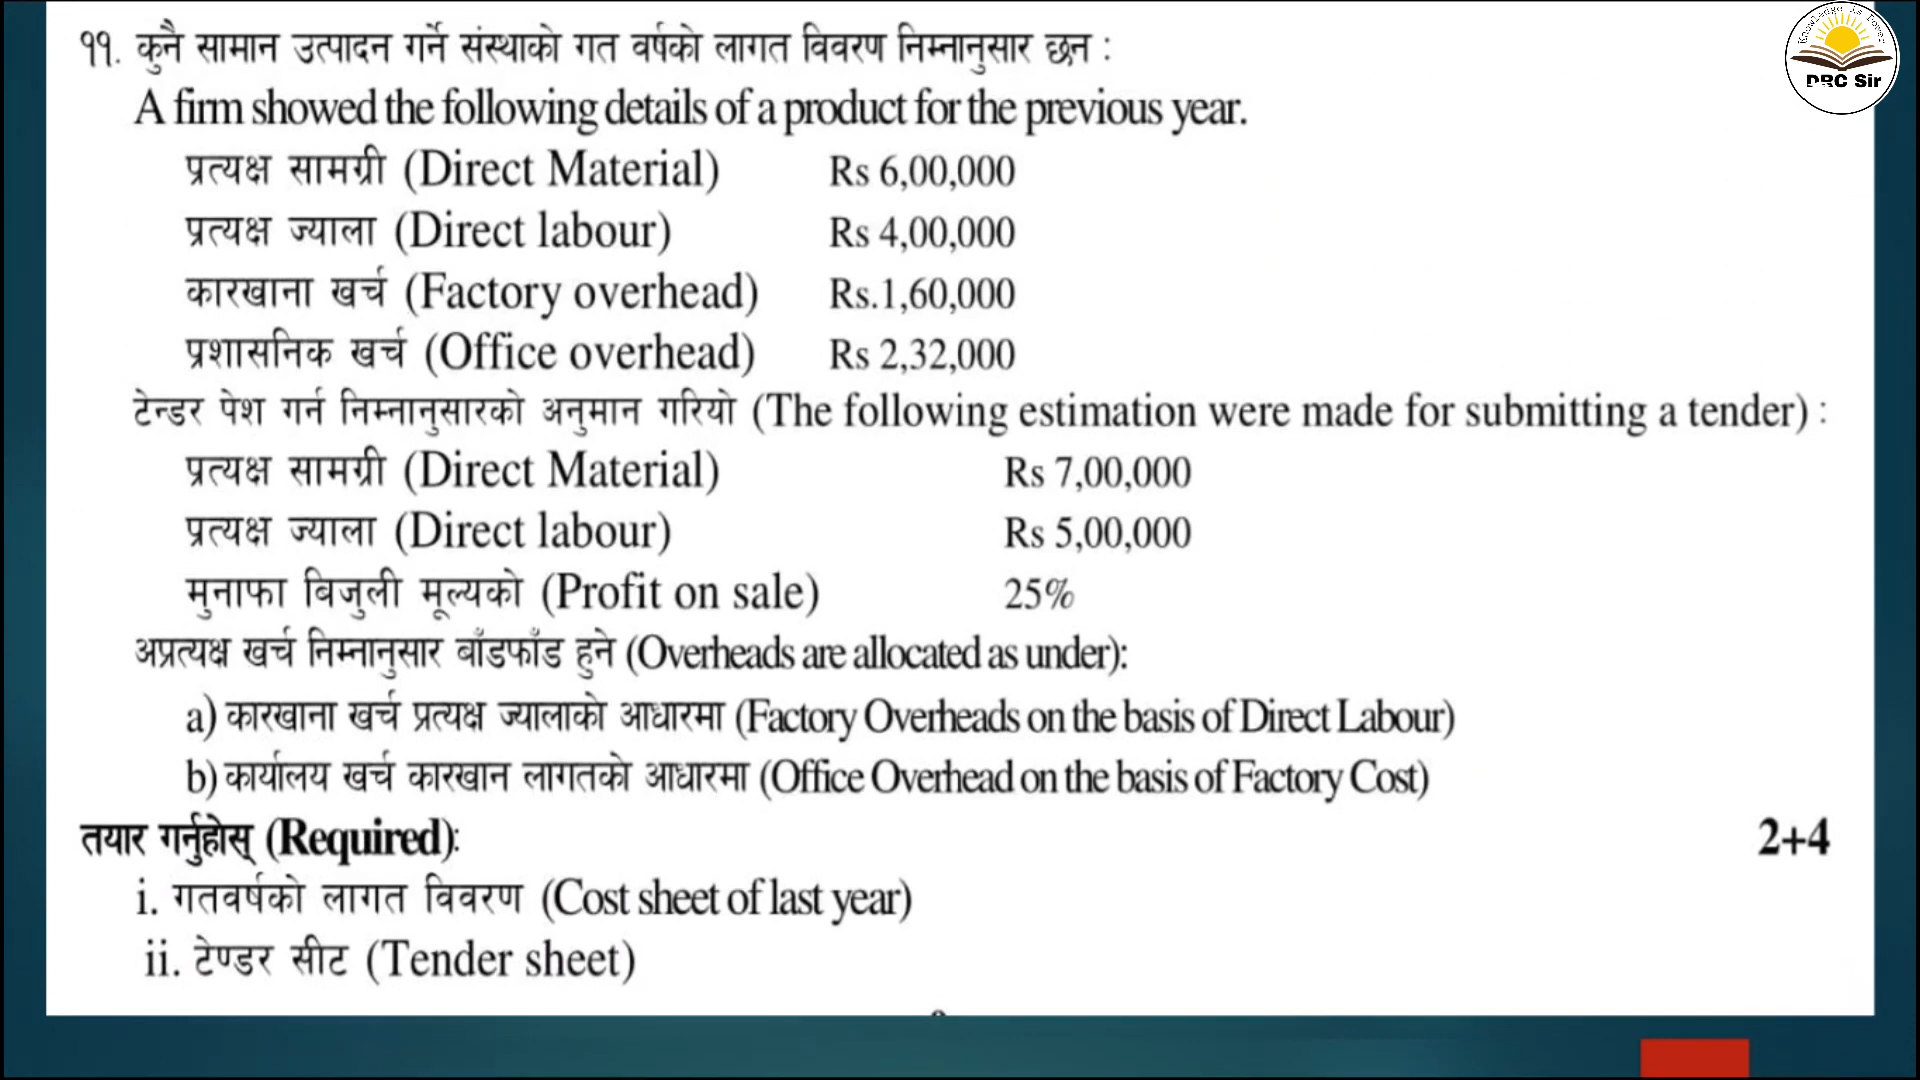 ११. कुनै सामान उत्पादन गर्ने संस्थाको गत वर्षको लागत विवरण निम्नानुसार छन :
A firm showed the following details of a product for the previous year.
प्रत्यक्ष सामग्री (Direct Material) Rs 6,00,000
प्रत्यक्ष ज्याला (Direct labour) Rs 4,00,000
कारखाना खर्च (Factory overhead) Rs.1,60,000
प्रशासनिक खर्च (Office overhead) Rs 2,32,000
टेन्डर पेश गर्न निम्नानुसारको अनुमान गरियो (The following estimation were made for submitting a tender) :
प्रत्यक्ष सामग्री (Direct Material) Rs 7,00,000
प्रत्यक्ष ज्याला (Direct labour) Rs 5,00,000
मुनाफा बिजुली मूल्यको (Profit on sale) 25%
अप्रत्यक्ष खर्च निम्नानुसार बाँडफाँड हुने (Overheads are allocated as under):
a) कारखाना खर्च प्रत्यक्ष ज्यालाको आधारमा (Factory Overheads on the basis of Direct Labour)
b) कार्यालय खर्च कारखान लागतको आधारमा (Office Overhead on the basis of Factory Cost)
तयार गर्नुहोस् (Required): 2+4
i. गतवर्षको लागत विवरण (Cost sheet of last year)
ii. टेण्डर सीट (Tender sheet)
Knowledge is Power
DRC Sir